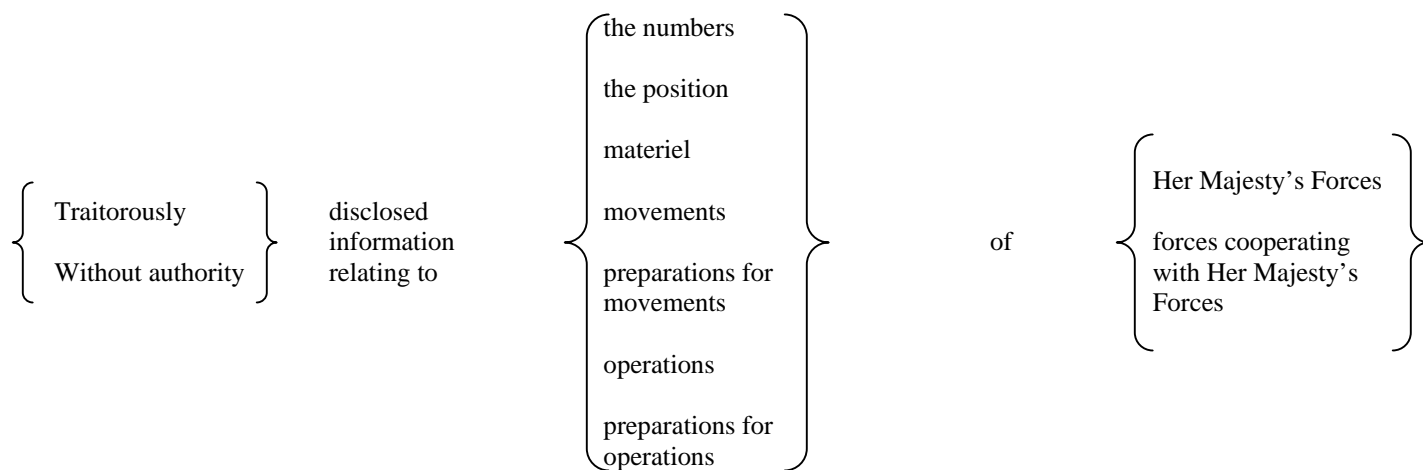 Traitorously
Without authority
disclosed
information
relating to
the numbers
the position
materiel
movements
preparations for
movements
operations
preparations for
operations
of
Her Majesty’s Forces
forces cooperating
with Her Majesty’s
Forces